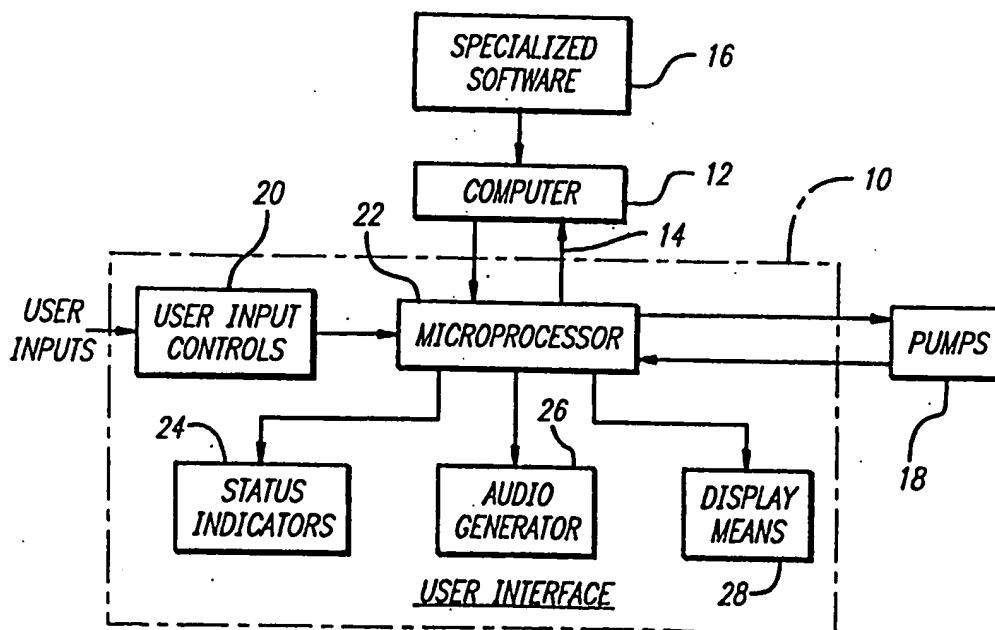 SPECIALIZED
SOFTWARE
16
COMPUTER
12
10
20
22
14
USER
INPUTS
USER INPUT
CONTROLS
MICROPROCESSOR
PUMPS
18
24
26
STATUS
INDICATORS
AUDIO
GENERATOR
DISPLAY
MEANS
28
USER INTERFACE